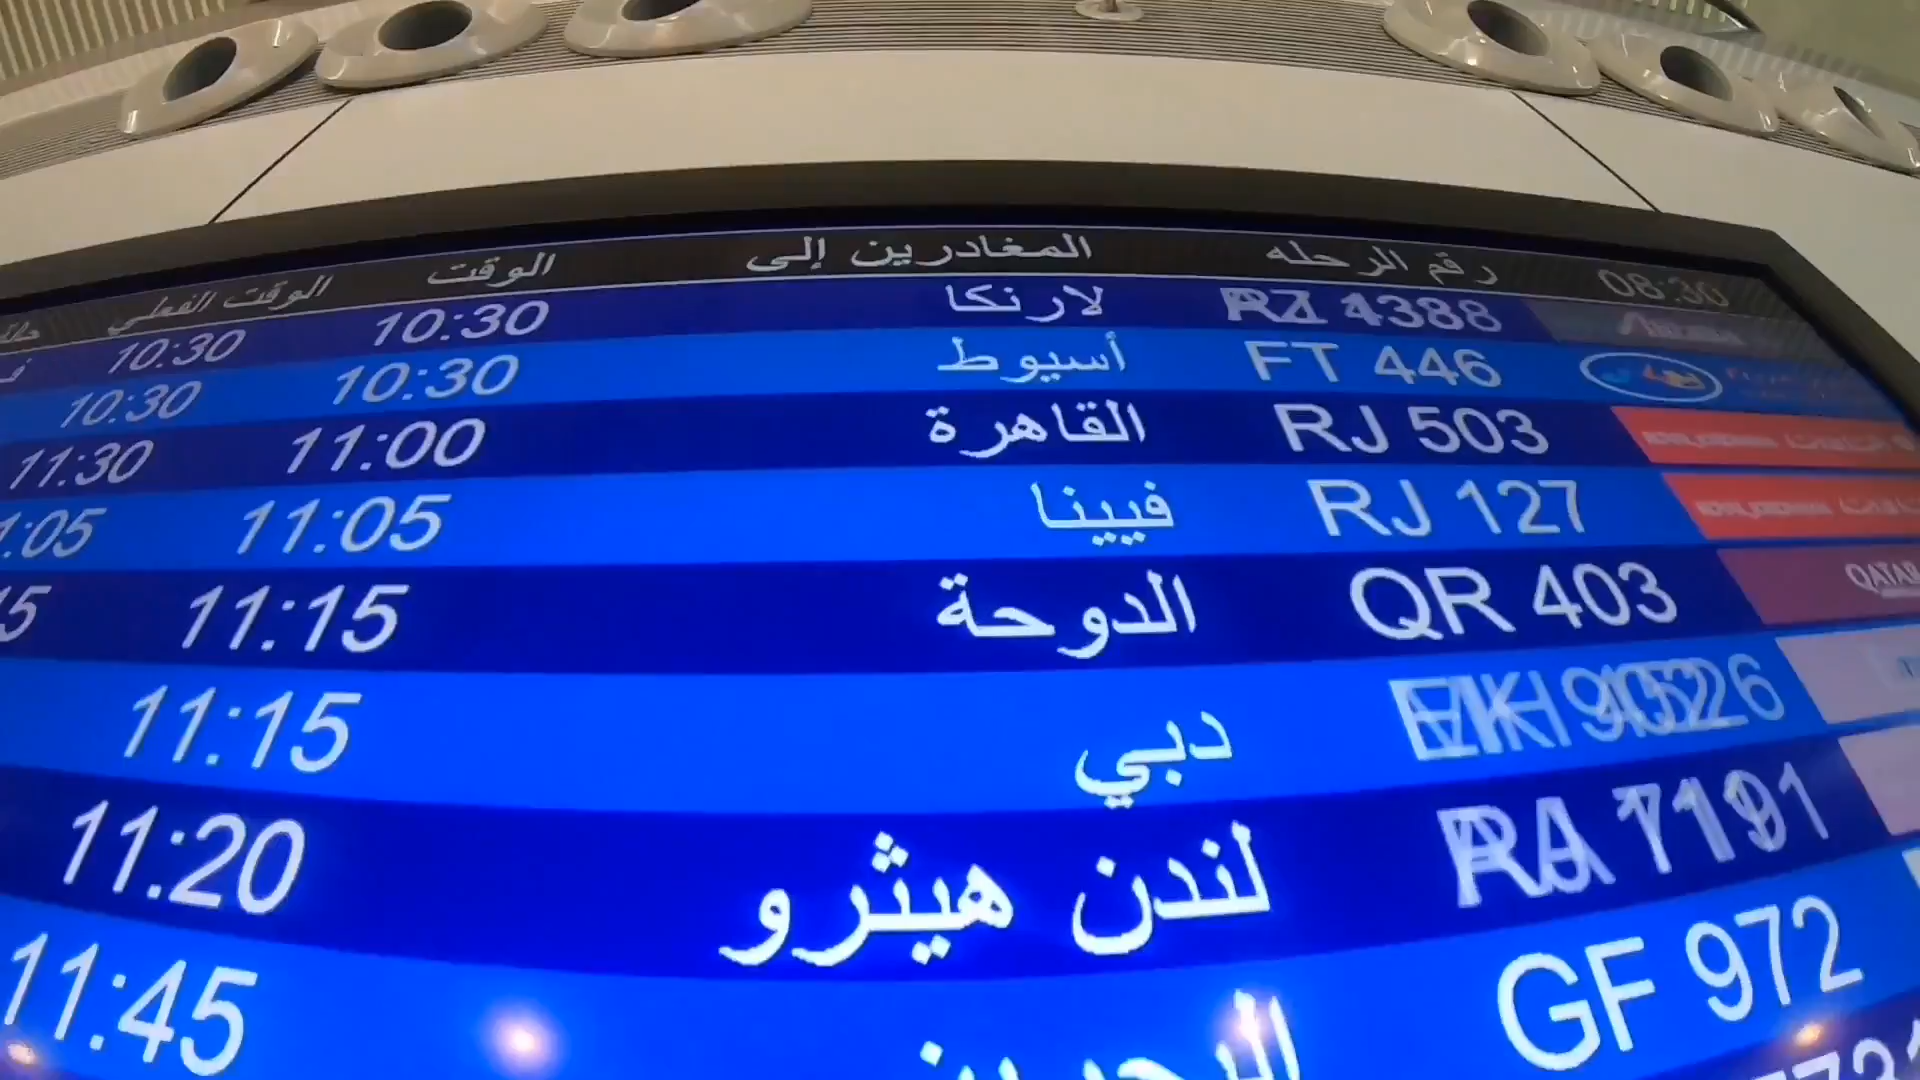 08:30 رقم الرحله المغادرين إلى الوقت الوقت الفعلي
لارنكا 10:30 10:30
FT 446 أسيوط 10:30 10:30
RJ 503 القاهرة 11:00 11:30
RJ 127 فيينا 11:05
QATAR QR 403 الدوحة 11:15
دبي 11:15
لندن هيثرو 11:20
GF 972 البحرين 11:45